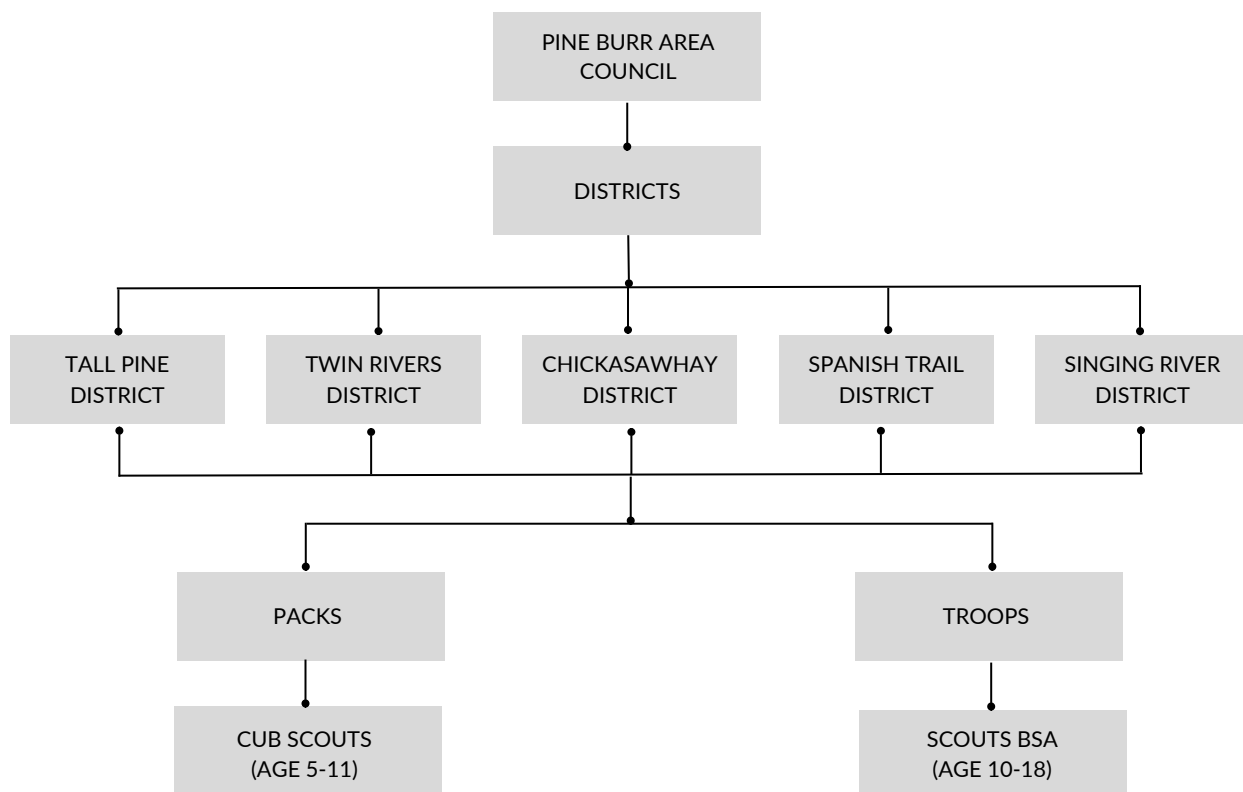 PINE BURR AREA
COUNCIL
DISTRICTS
TALL PINE
DISTRICT
TWIN RIVERS
DISTRICT
CHICKASAWHAY
DISTRICT
SPANISH TRAIL
DISTRICT
SINGING RIVER
DISTRICT
PACKS
TROOPS
CUB SCOUTS
(AGE 5-11)
SCOUTS BSA
(AGE 10-18)